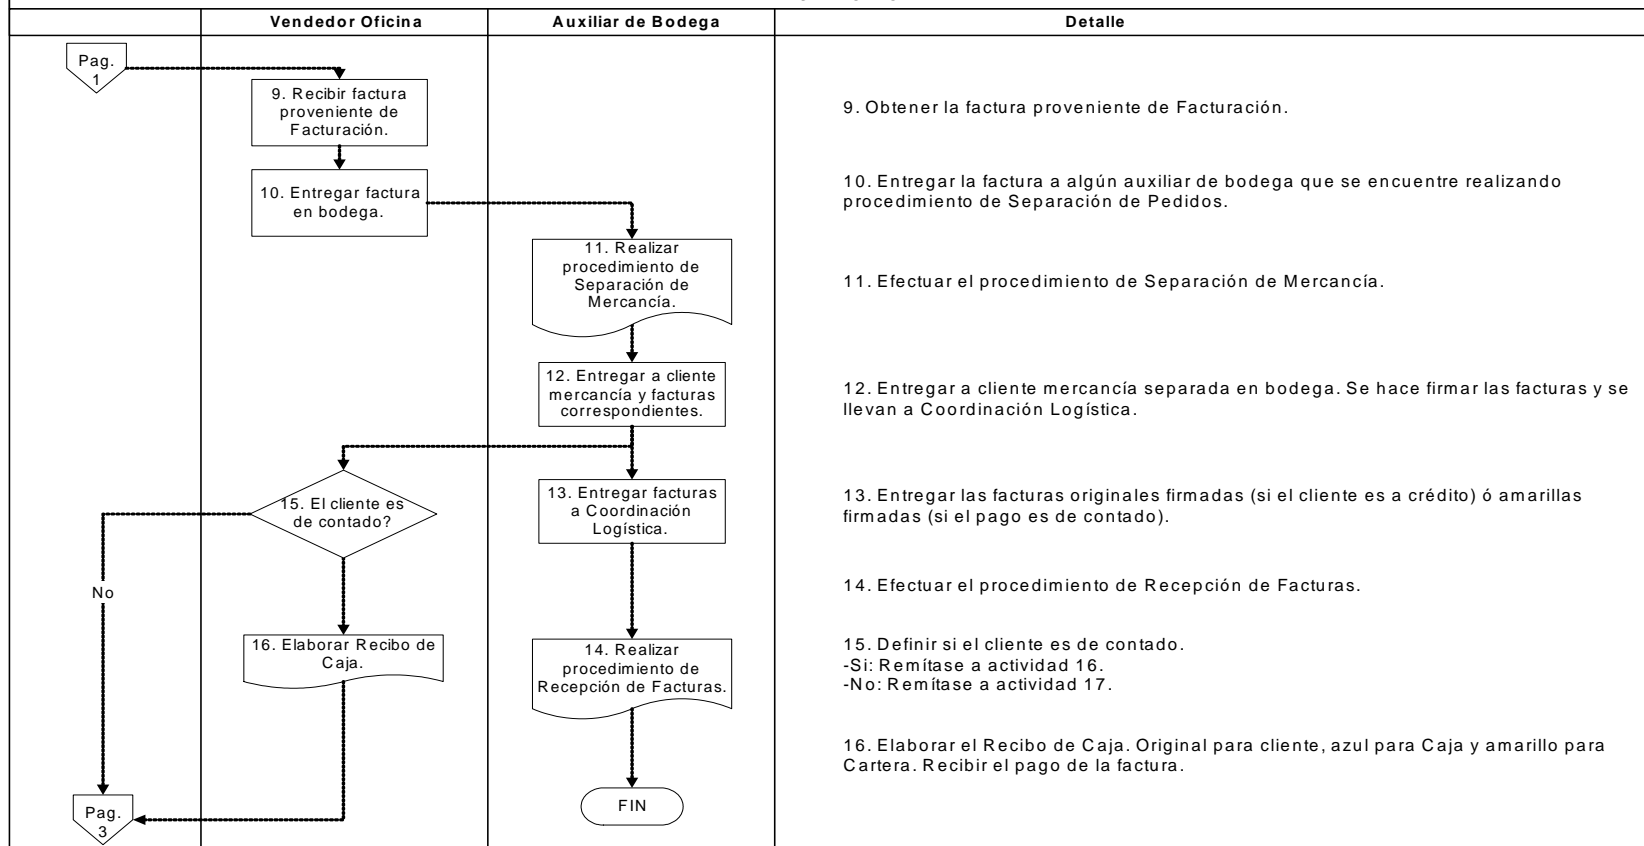 Vendedor Oficina
Auxiliar de Bodega
Detalle
Pag.
1
9. Recibir factura
proveniente de
Facturación.
9. Obtener la factura proveniente de Facturación.
10. Entregar factura
en bodega.
10. Entregar la factura a algún auxiliar de bodega que se encuentre realizando
procedimiento de Separación de Pedidos.
11. Realizar
procedimiento de
Separación de
Mercancía.
11. Efectuar el procedimiento de Separación de Mercancía.
12. Entregar a cliente
mercancía y facturas
correspondientes.
12. Entregar a cliente mercancía separada en bodega. Se hace firmar las facturas y se
llevan a Coordinación Logística.
15. El cliente es
de contado?
13. Entregar facturas
a Coordinación
Logística.
13. Entregar las facturas originales firmadas (si el cliente es a crédito) ó amarillas
firmadas (si el pago es de contado).
No
14. Efectuar el procedimiento de Recepción de Facturas.
16. Elaborar Recibo de
Caja.
14. Realizar
procedimiento de
Recepción de Facturas.
15. Definir si el cliente es de contado.
-Si: Remítase a actividad 16.
-No: Remítase a actividad 17.
16. Elaborar el Recibo de Caja. Original para cliente, azul para Caja y amarillo para
Cartera. Recibir el pago de la factura.
Pag.
3
FIN